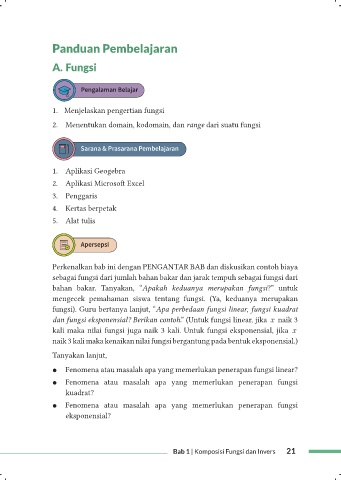 Panduan Pembelajaran
A. Fungsi
Pengalaman Belajar
1. Menjelaskan pengertian fungsi
2. Menentukan domain, kodomain, dan range dari suatu fungsi
Sarana & Prasarana Pembelajaran
1. Aplikasi Geogebra
2. Aplikasi Microsoft Excel
3. Penggaris
4. Kertas berpetak
5. Alat tulis
Apersepsi
Perkenalkan bab ini dengan PENGANTAR BAB dan diskusikan contoh biaya
sebagai fungsi dari jumlah bahan bakar dan jarak tempuh sebagai fungsi dari
bahan bakar. Tanyakan, "Apakah keduanya merupakan fungsi?" untuk
mengecek pemahaman siswa tentang fungsi. (Ya, keduanya merupakan
fungsi). Guru bertanya lanjut, "Apa perbedaan fungsi linear, fungsi kuadrat
dan fungsi eksponensial? Berikan contoh." (Untuk fungsi linear, jika x naik 3
kali maka nilai fungsi juga naik 3 kali. Untuk fungsi eksponensial, jika x
naik 3 kali maka kenaikan nilai fungsi bergantung pada bentuk eksponensial.)
Tanyakan lanjut,
● Fenomena atau masalah apa yang memerlukan penerapan fungsi linear?
● Fenomena atau masalah apa yang memerlukan penerapan fungsi
kuadrat?
● Fenomena atau masalah apa yang memerlukan penerapan fungsi
eksponensial?
Bab 1 | Komposisi Fungsi dan Invers 21